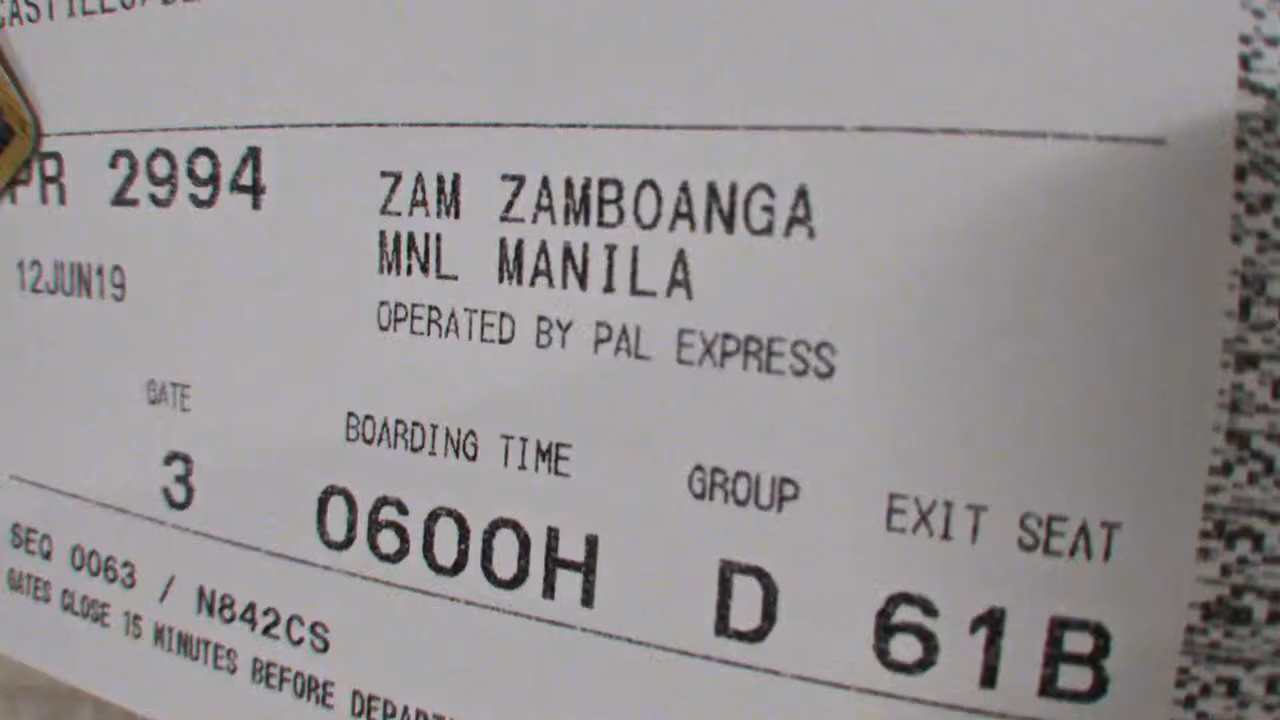 PR 2994
ZAM ZAMBOANGA
MNL MANILA
12JUN19
OPERATED BY PAL EXPRESS
GATE
BOARDING TIME
GROUP
EXIT SEAT
3
0600H
D
61B
SEQ 0063 / N842CS
GATES CLOSE 15 MINUTES BEFORE